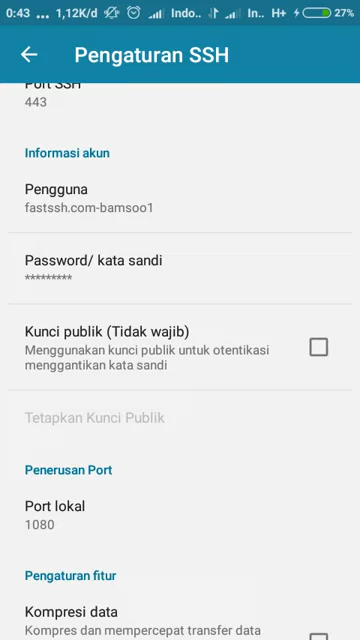 0:43 ... 1,12K/d Indo.. In.. H+ 27%
Pengaturan SSH
Port SSH
443
Informasi akun
Pengguna
fastssh.com-bamsoo1
Password/ kata sandi
*********
Kunci publik (Tidak wajib)
Menggunakan kunci publik untuk otentikasi
menggantikan kata sandi
Tetapkan Kunci Publik
Penerusan Port
Port lokal
1080
Pengaturan fitur
Kompresi data
Kompres dan mempercepat transfer data